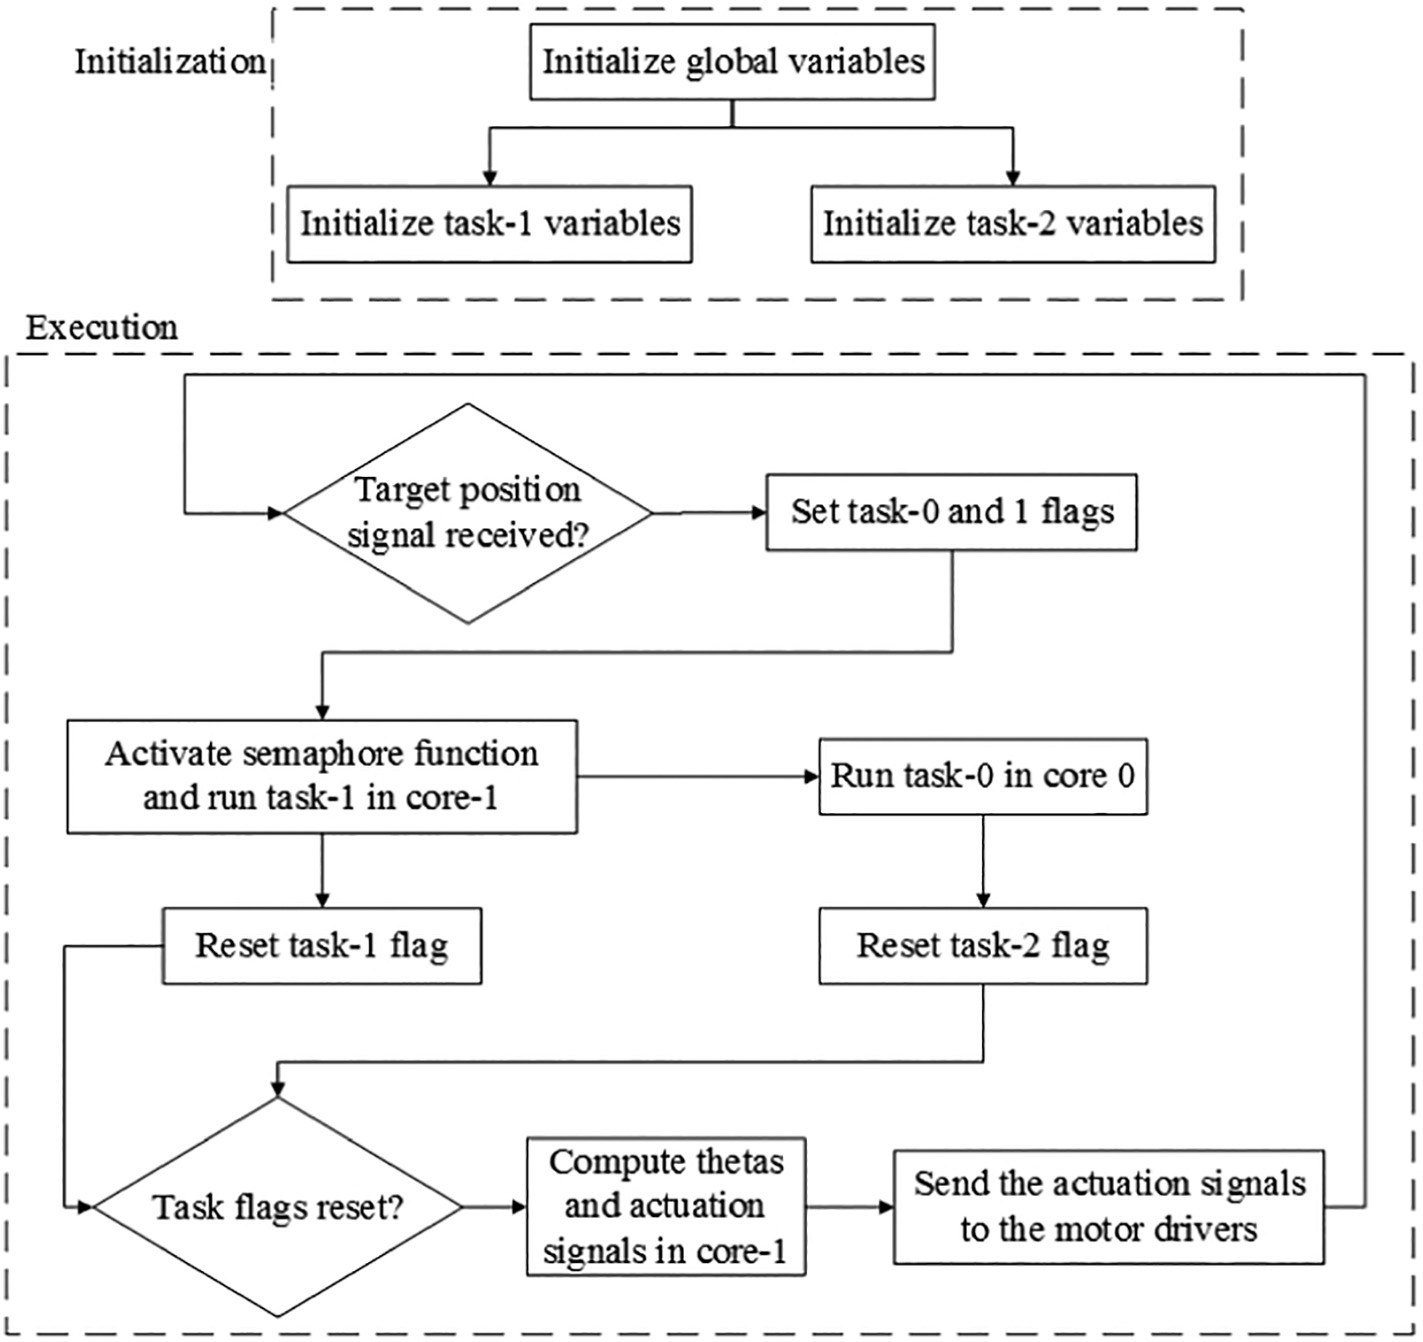 Initialization
Initialize global variables
Initialize task-1 variables
Initialize task-2 variables
Execution
Target position
signal received?
Set task-0 and 1 flags
Activate semaphore function
and run task-1 in core-1
Run task-0 in core 0
Reset task-1 flag
Reset task-2 flag
Task flags reset?
Compute thetas
and actuation
signals in core-1
Send the actuation signals
to the motor drivers